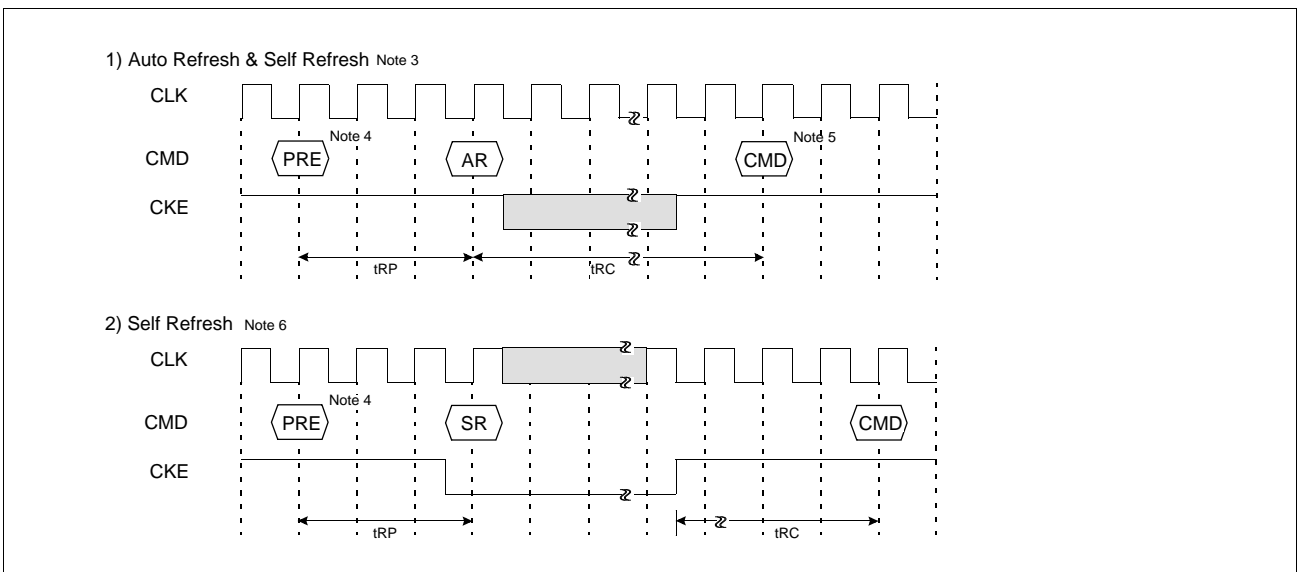 1) Auto Refresh & Self Refresh Note 3
CLK
CMD PRE Note 4 AR CMD Note 5
CKE
tRP tRC
2) Self Refresh Note 6
CLK
CMD PRE Note 4 SR CMD
CKE
tRP tRC